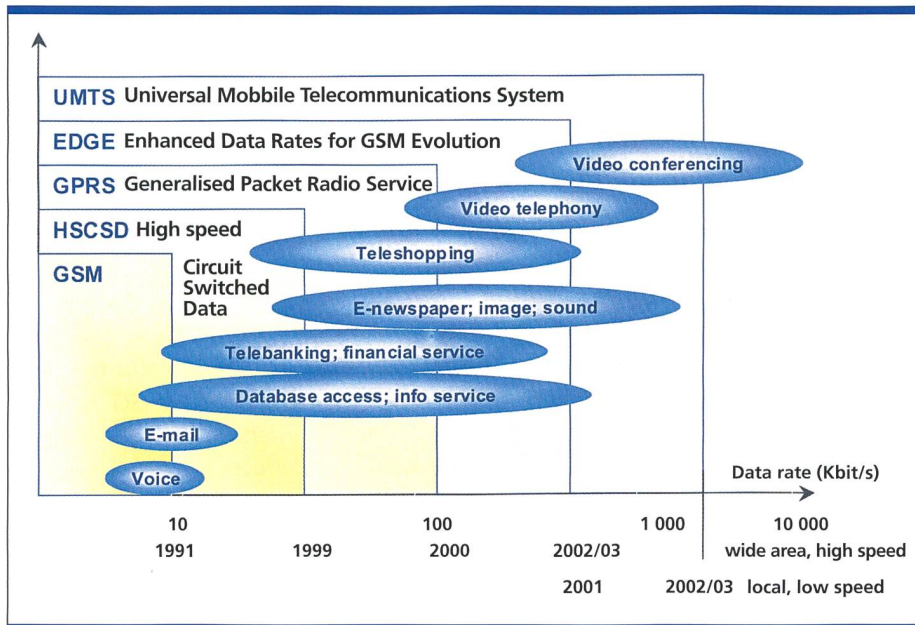 UMTS Universal Mobbile Telecommunications System
EDGE Enhanced Data Rates for GSM Evolution
Video conferencing
GPRS Generalised Packet Radio Service
Video telephony
HSCSD High speed
Teleshopping
GSM
Circuit
Switched
Data
E-newspaper; image; sound
Telebanking; financial service
Database access; info service
E-mail
Voice
Data rate (Kbit/s)
10 100 1 000 10 000
1991 1999 2000 2002/03 wide area, high speed
2001 2002/03 local, low speed